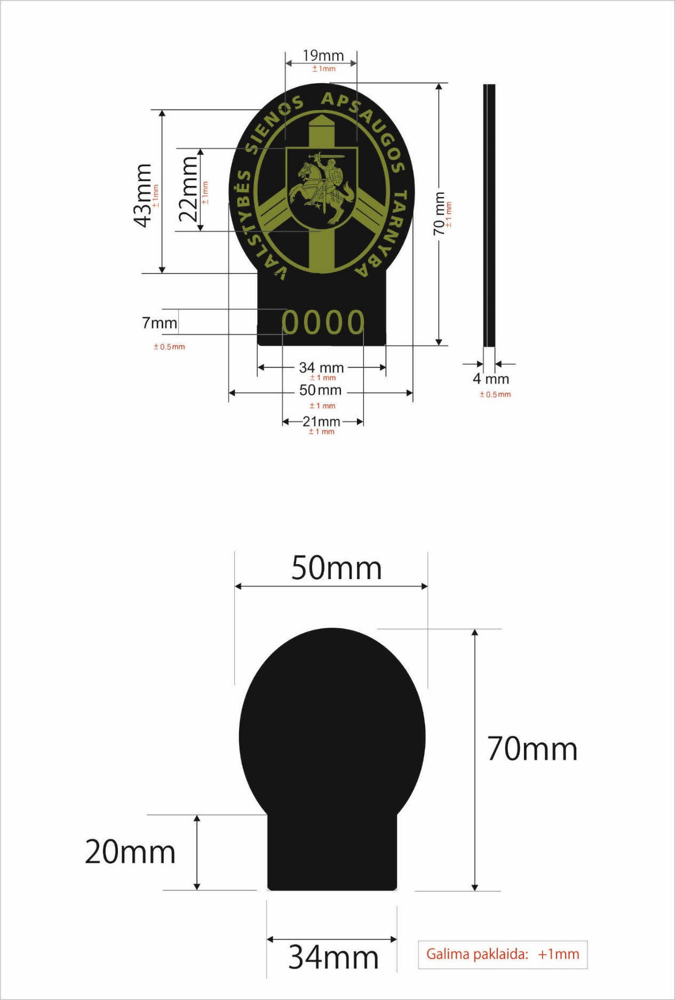 19mm
±1mm
VALSTYBĖS SIENOS APSAUGOS TARNYBA
43mm
±1mm
22mm
±1mm
70 mm
±1 mm
0000
7mm
±0.5mm
34 mm
±1 mm
50mm
±1 mm
21mm
±1 mm
4 mm
±0.5mm
50mm
70mm
20mm
34mm
Galima paklaida: +1mm